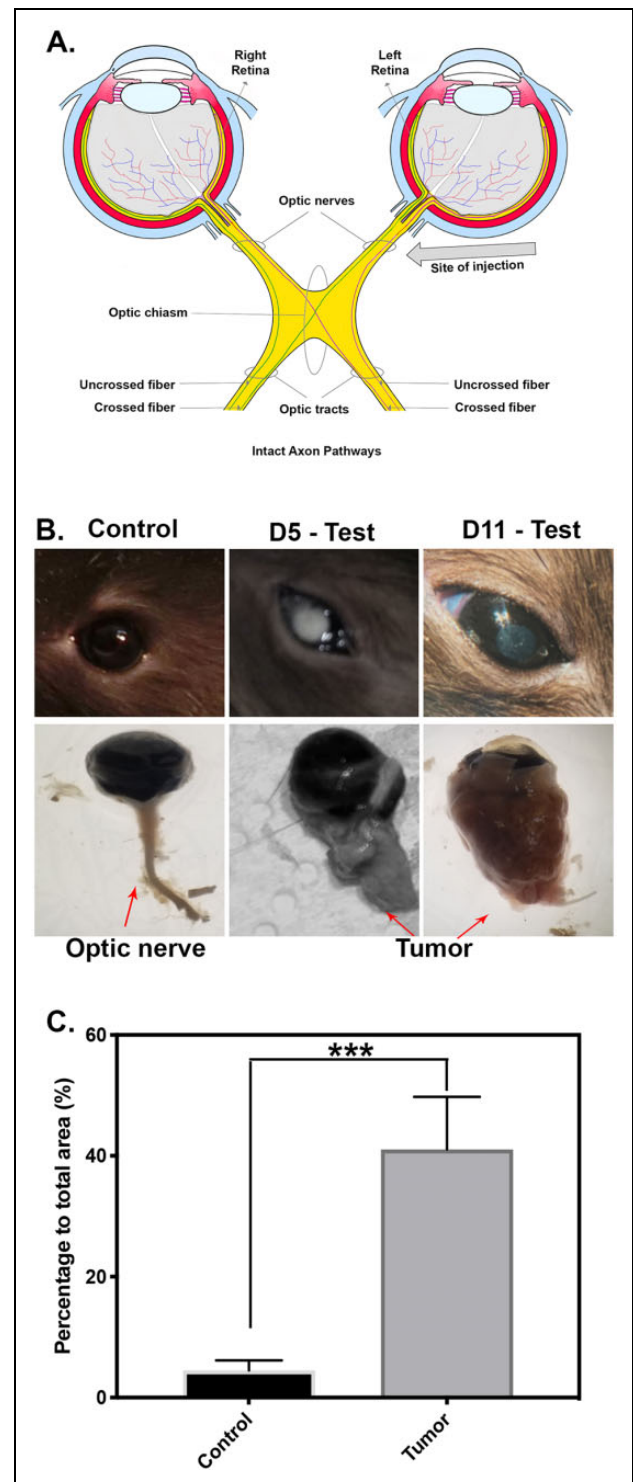 A.
Right
Retina
Left
Retina
Optic nerves
Site of injection
Optic chiasm
Uncrossed fiber
Uncrossed fiber
Crossed fiber
Optic tracts
Crossed fiber
Intact Axon Pathways
B.
Control
D5 - Test
D11 - Test
Optic nerve
Tumor
C.
60
***
40
20
0
Percentage to total area (%)
Control
Tumor